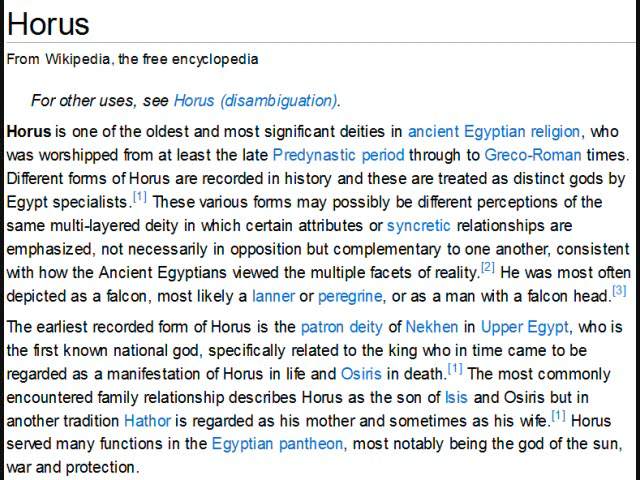 Horus
From Wikipedia, the free encyclopedia
For other uses, see Horus (disambiguation).
Horus is one of the oldest and most significant deities in ancient Egyptian religion, who
was worshipped from at least the late Predynastic period through to Greco-Roman times.
Different forms of Horus are recorded in history and these are treated as distinct gods by
Egypt specialists.[1] These various forms may possibly be different perceptions of the
same multi-layered deity in which certain attributes or syncretic relationships are
emphasized, not necessarily in opposition but complementary to one another, consistent
with how the Ancient Egyptians viewed the multiple facets of reality.[2] He was most often
depicted as a falcon, most likely a lanner or peregrine, or as a man with a falcon head.[3]
The earliest recorded form of Horus is the patron deity of Nekhen in Upper Egypt, who is
the first known national god, specifically related to the king who in time came to be
regarded as a manifestation of Horus in life and Osiris in death.[1] The most commonly
encountered family relationship describes Horus as the son of Isis and Osiris but in
another tradition Hathor is regarded as his mother and sometimes as his wife.[1] Horus
served many functions in the Egyptian pantheon, most notably being the god of the sun,
war and protection.